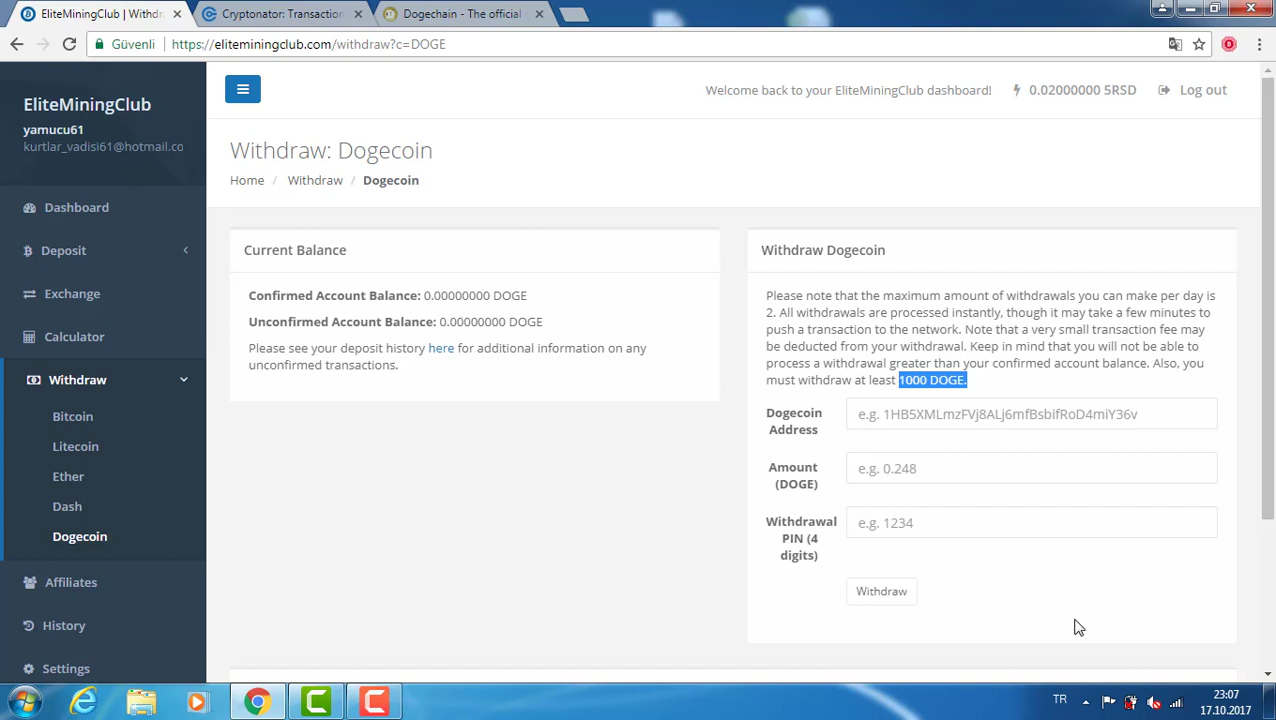 EliteMiningClub | Withdr
Cryptonator: Transaction
Dogechain - The official
Güvenli
https://eliteminingclub.com/withdraw?c=DOGE
EliteMiningClub
yamucu61
kurtlar_vadisi61@hotmail.co
Welcome back to your EliteMiningClub dashboard!
0.02000000 5RSD
Log out
Withdraw: Dogecoin
Home / Withdraw / Dogecoin
Dashboard
Deposit
Exchange
Calculator
Withdraw
Bitcoin
Litecoin
Ether
Dash
Dogecoin
Affiliates
History
Settings
Current Balance
Confirmed Account Balance: 0.00000000 DOGE
Unconfirmed Account Balance: 0.00000000 DOGE
Please see your deposit history here for additional information on any
unconfirmed transactions.
Withdraw Dogecoin
Please note that the maximum amount of withdrawals you can make per day is
2. All withdrawals are processed instantly, though it may take a few minutes to
push a transaction to the network. Note that a very small transaction fee may
be deducted from your withdrawal. Keep in mind that you will not be able to
process a withdrawal greater than your confirmed account balance. Also, you
must withdraw at least 1000 DOGE.
Dogecoin
Address
e.g. 1HB5XMLmzFVj8ALj6mfBsbifRoD4miY36v
Amount
(DOGE)
e.g. 0.248
Withdrawal
PIN (4
digits)
e.g. 1234
Withdraw
TR
23:07
17.10.2017